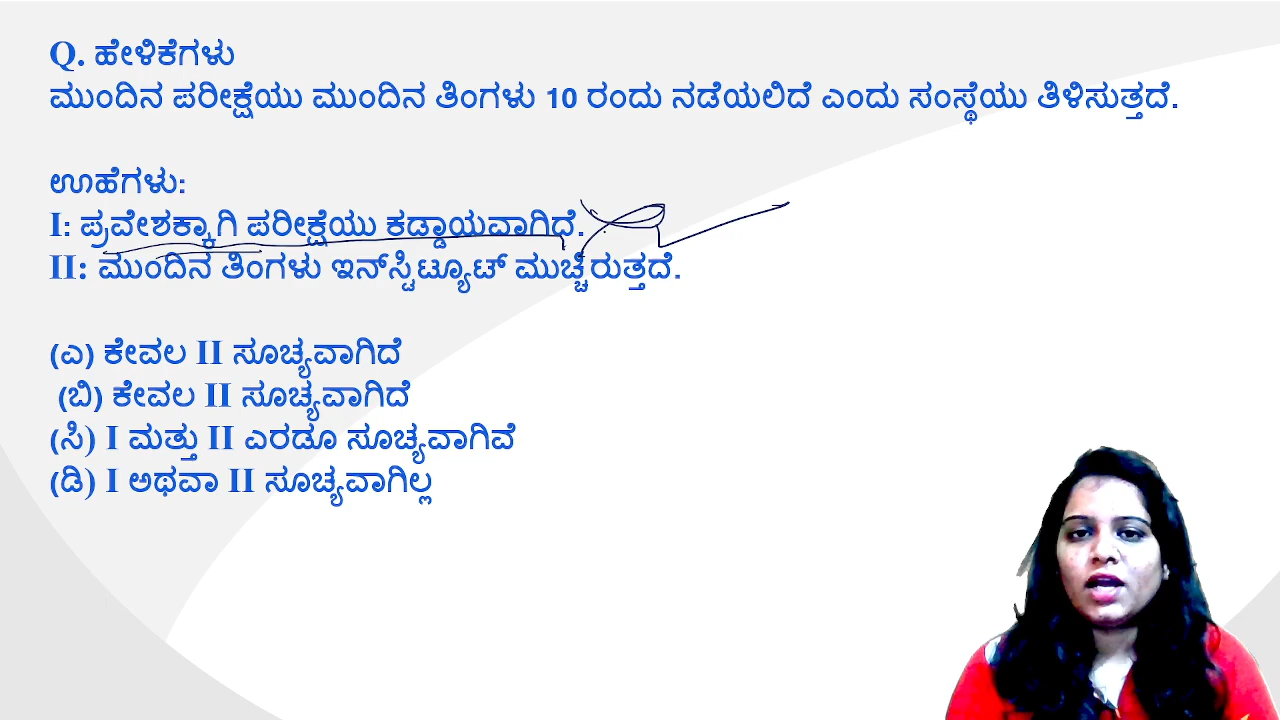 Q. ಹೇಳಿಕೆಗಳು
ಮುಂದಿನ ಪರೀಕ್ಷೆಯು ಮುಂದಿನ ತಿಂಗಳು 10 ರಂದು ನಡೆಯಲಿದೆ ಎಂದು ಸಂಸ್ಥೆಯು ತಿಳಿಸುತ್ತದೆ.
ಊಹೆಗಳು:
I: ಪ್ರವೇಶಕ್ಕಾಗಿ ಪರೀಕ್ಷೆಯು ಕಡ್ಡಾಯವಾಗಿದೆ.
II: ಮುಂದಿನ ತಿಂಗಳು ಇನ್‌ಸ್ಟಿಟ್ಯೂಟ್ ಮುಚ್ಚಿರುತ್ತದೆ.
(ಎ) ಕೇವಲ II ಸೂಚ್ಯವಾಗಿದೆ
(ಬಿ) ಕೇವಲ II ಸೂಚ್ಯವಾಗಿದೆ
(ಸಿ) I ಮತ್ತು II ಎರಡೂ ಸೂಚ್ಯವಾಗಿವೆ
(ಡಿ) I ಅಥವಾ II ಸೂಚ್ಯವಾಗಿಲ್ಲ